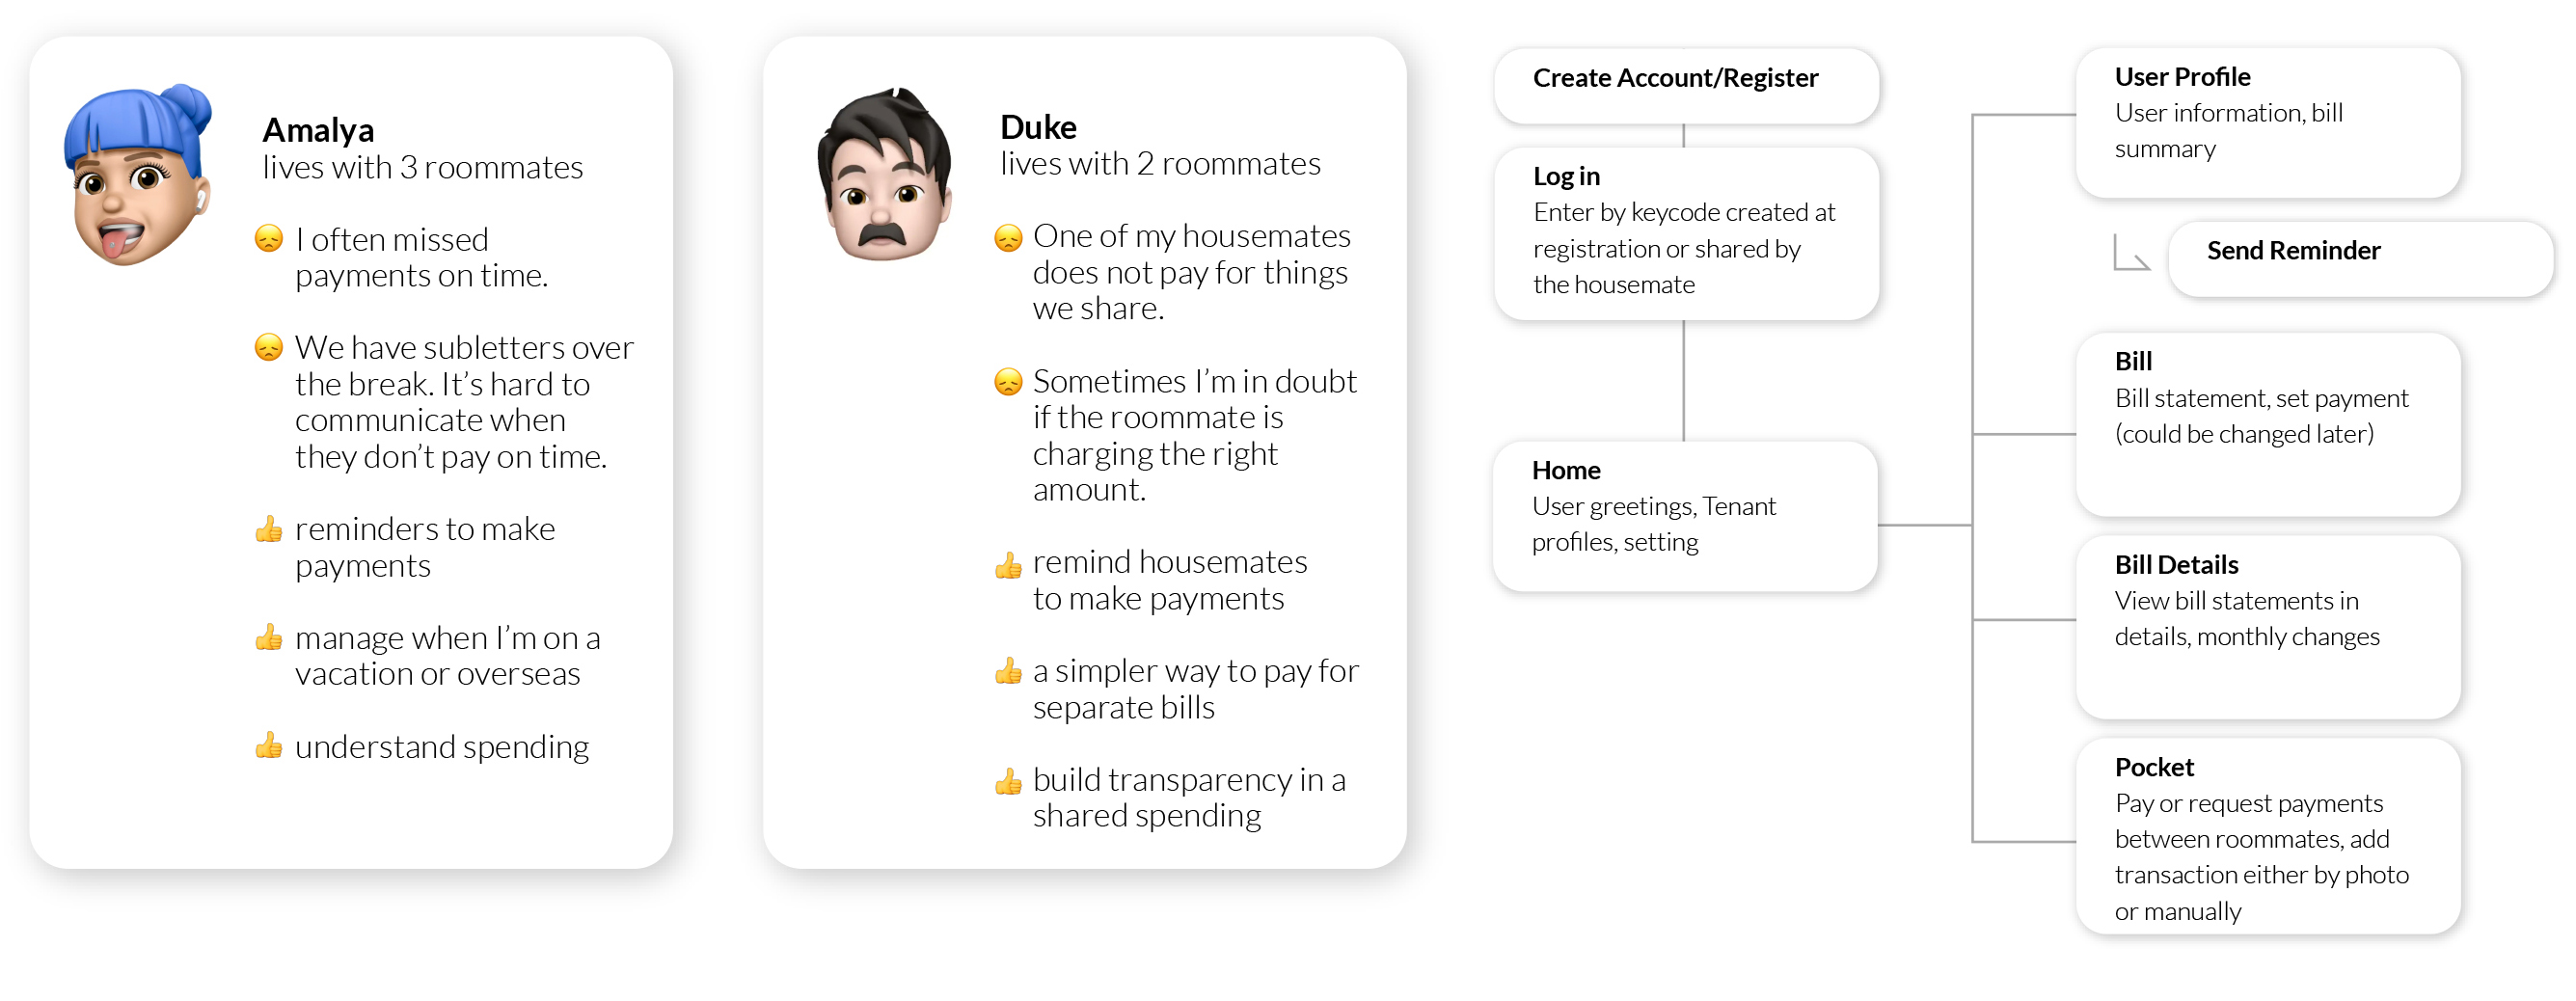 Amalya
lives with 3 roommates
😞 I often missed
payments on time.
😞 We have subletters over
the break. It’s hard to
communicate when
they don’t pay on time.
👍 reminders to make
payments
👍 manage when I’m on a
vacation or overseas
👍 understand spending
Duke
lives with 2 roommates
😞 One of my housemates
does not pay for things
we share.
😞 Sometimes I’m in doubt
if the roommate is
charging the right
amount.
👍 remind housemates
to make payments
👍 a simpler way to pay for
separate bills
👍 build transparency in a
shared spending
Create Account/Register
Log in
Enter by keycode created at
registration or shared by
the housemate
Home
User greetings, Tenant
profiles, setting
User Profile
User information, bill
summary
Send Reminder
Bill
Bill statement, set payment
(could be changed later)
Bill Details
View bill statements in
details, monthly changes
Pocket
Pay or request payments
between roommates, add
transaction either by photo
or manually